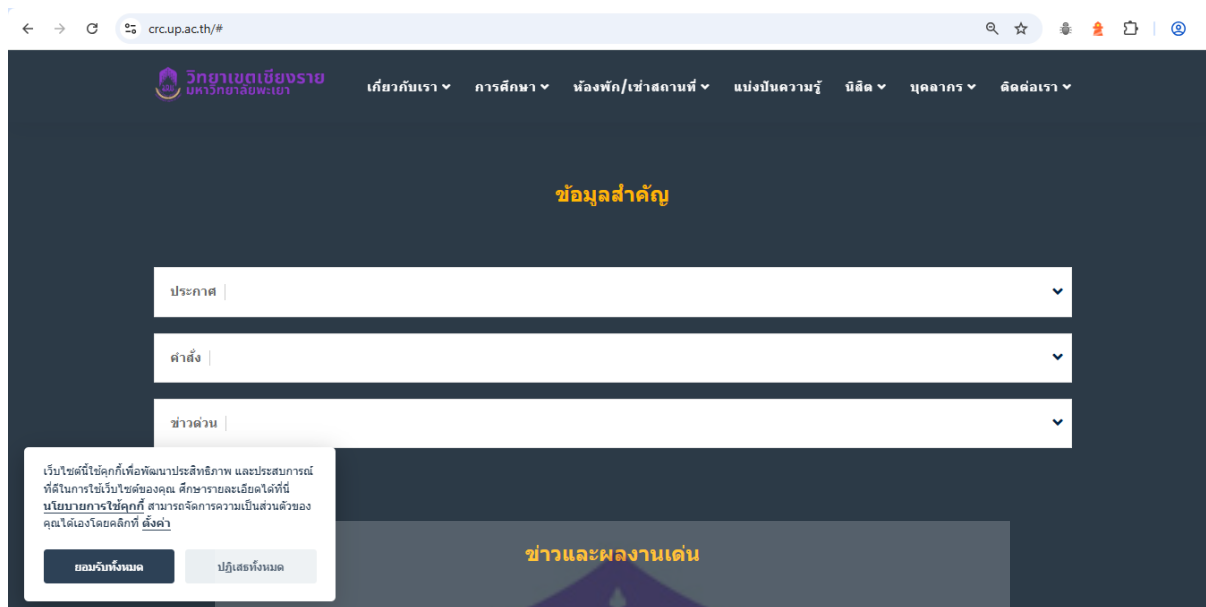 crc.up.ac.th/#
วิทยาเขตเชียงราย
มหาวิทยาลัยพะเยา
เกี่ยวกับเรา การศึกษา ห้องพัก/เช่าสถานที่ แบ่งปันความรู้ นิสิต บุคลากร ติดต่อเรา
ข้อมูลสำคัญ
ประกาศ
คำสั่ง
ข่าวด่วน
เว็บไซต์นี้ใช้คุกกี้เพื่อพัฒนาประสิทธิภาพ และประสบการณ์
ที่ดีในการใช้เว็บไซต์ของคุณ ศึกษารายละเอียดได้ที่นี่
นโยบายการใช้คุกกี้ สามารถจัดการความเป็นส่วนตัวของ
คุณได้เองโดยคลิกที่ ตั้งค่า
ยอมรับทั้งหมด ปฏิเสธทั้งหมด
ข่าวและผลงานเด่น